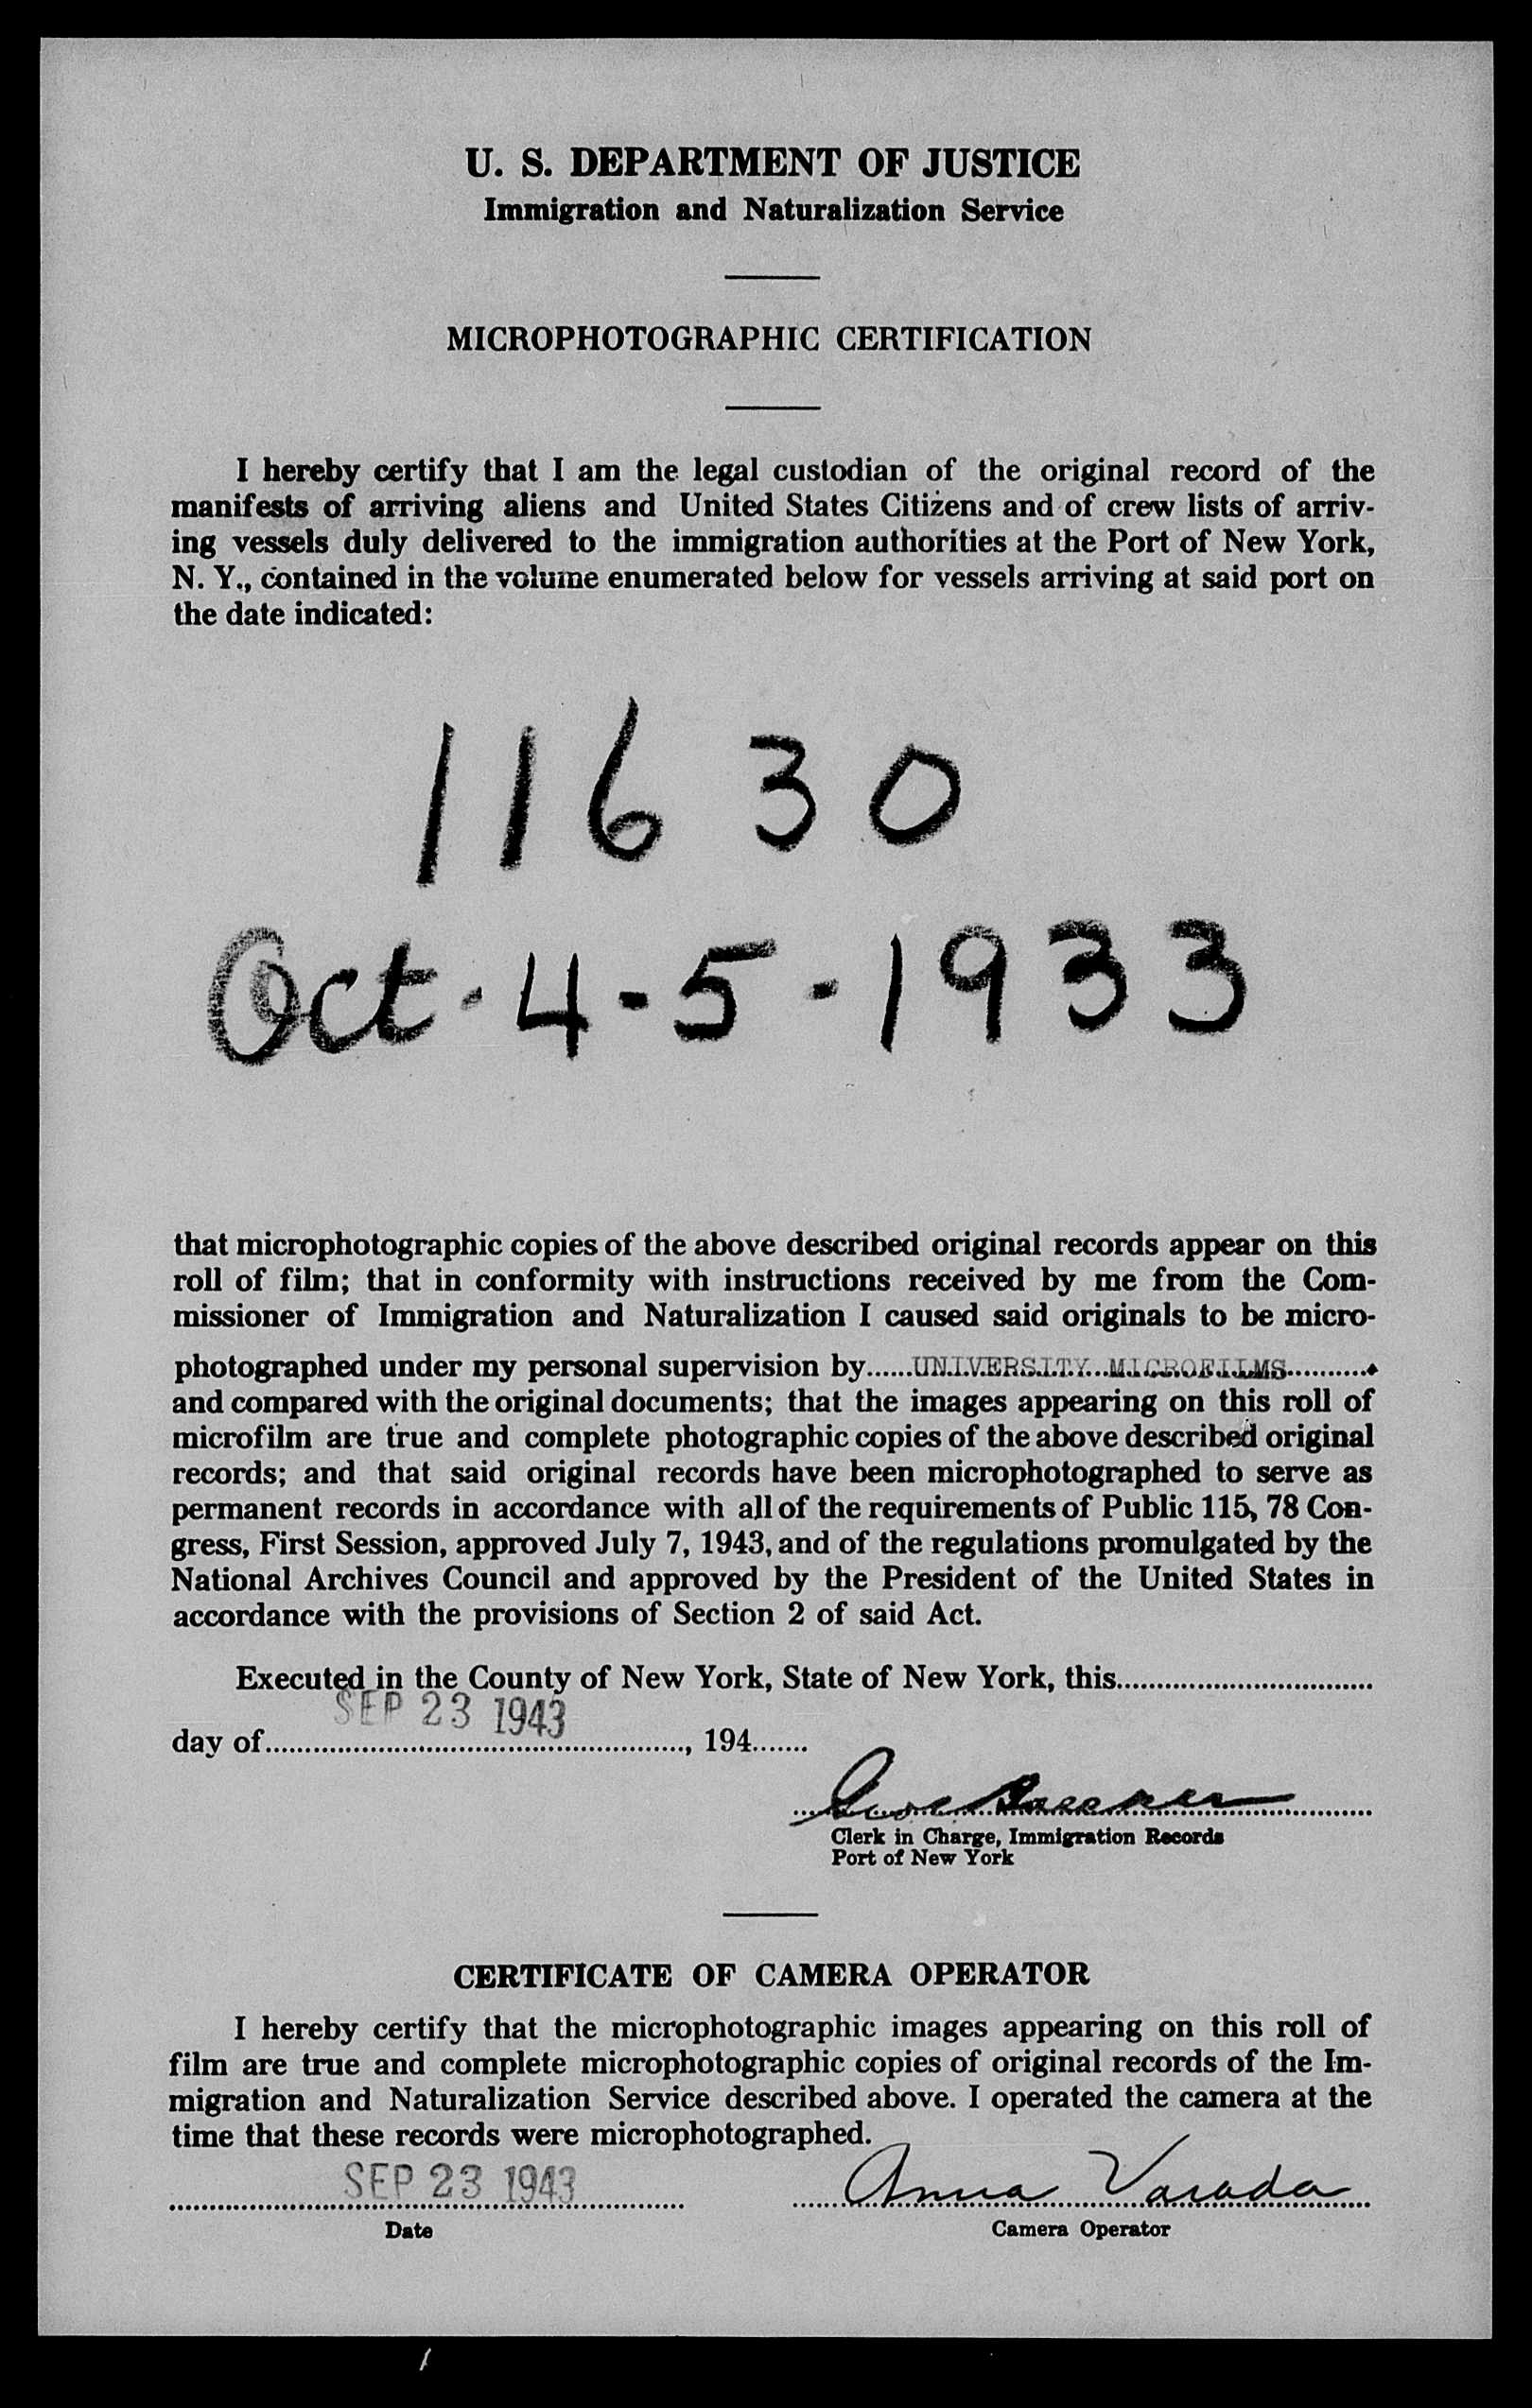 U. S. DEPARTMENT OF JUSTICE
Immigration and Naturalization Service
MICROPHOTOGRAPHIC CERTIFICATION
I hereby certify that I am the legal custodian of the original record of the
manifests of arriving aliens and United States Citizens and of crew lists of arriv-
ing vessels duly delivered to the immigration authorities at the Port of New York,
N. Y., contained in the volume enumerated below for vessels arriving at said port on
the date indicated:
11630
Oct. 4-5-1933
that microphotographic copies of the above described original records appear on this
roll of film; that in conformity with instructions received by me from the Com-
missioner of Immigration and Naturalization I caused said originals to be micro-
photographed under my personal supervision by......UNIVERSITY MICROFILMS...........
and compared with the original documents; that the images appearing on this roll of
microfilm are true and complete photographic copies of the above described original
records; and that said original records have been microphotographed to serve as
permanent records in accordance with all of the requirements of Public 115, 78 Con-
gress, First Session, approved July 7, 1943, and of the regulations promulgated by the
National Archives Council and approved by the President of the United States in
accordance with the provisions of Section 2 of said Act.
Executed in the County of New York, State of New York, this
SEP 23 1943
day of , 194
Clerk in Charge, Immigration Records
Port of New York
CERTIFICATE OF CAMERA OPERATOR
I hereby certify that the microphotographic images appearing on this roll of
film are true and complete microphotographic copies of original records of the Im-
migration and Naturalization Service described above. I operated the camera at the
time that these records were microphotographed.
SEP 23 1943 Anna Varada
Date Camera Operator